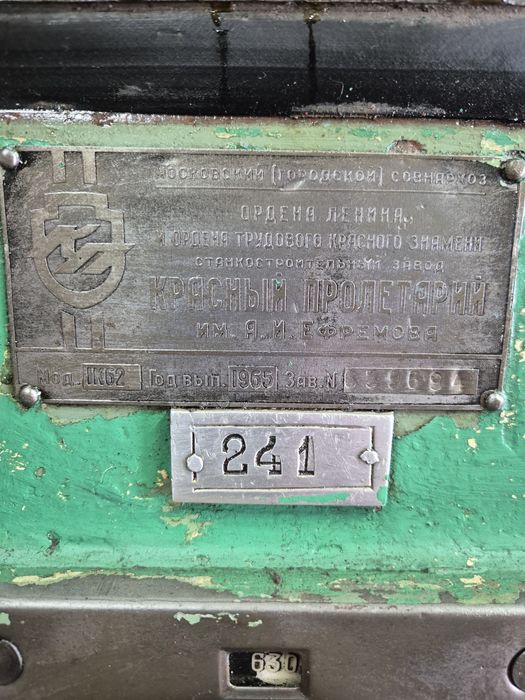 МОСКОВСКИЙ (ГОРОДСКОЙ) СОВНАРХОЗ
ОРДЕНА ЛЕНИНА
И ОРДЕНА ТРУДОВОГО КРАСНОГО ЗНАМЕНИ
СТАНКОСТРОИТЕЛЬНЫЙ ЗАВОД
КРАСНЫЙ ПРОЛЕТАРИЙ
ИМ. А.И. ЕФРЕМОВА
Мод. 1К62 Год вып. 1965 Зав. N
241
630